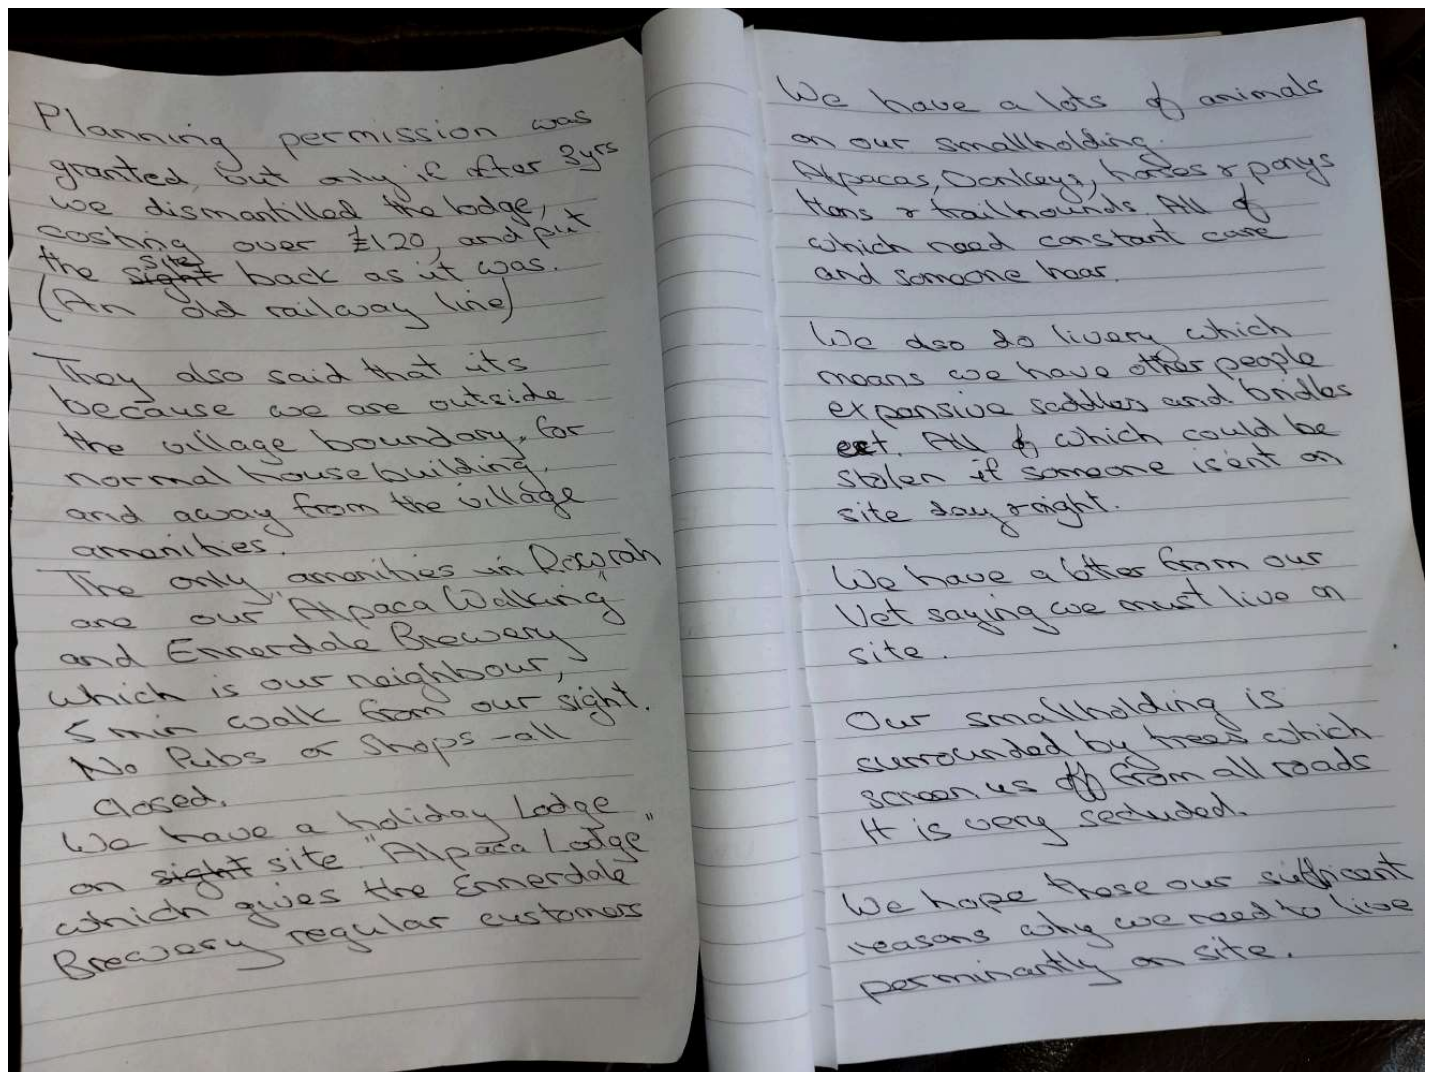 Planning permission was
granted, but only if after 3yrs
we dismantilled the lodge,
costing over £120, and put
the sight site back as it was.
(An old railway line)
They also said that its
because we are outside
the village boundary, for
normal housebuilding,
and away from the village
amenities.
The only amenities in Rowrah
are our "Alpaca Walking"
and Ennerdale Brewery
which is our neighbour,
5 min walk from our sight.
No Pubs or Shops - all
closed.
We have a holiday Lodge
on sight site "Alpaca Lodge"
which gives the Ennerdale
Brewery regular customers
We have a lots of animals
on our smallholding.
Alpacas, Donkeys, horses & ponys
Hens & trailhounds. All of
which need constant care
and someone hear.
We also do livery which
means we have other people
expensive saddles and bridles
ect. All of which could be
stolen if someone isent on
site day & night.
We have a letter from our
Vet saying we must live on
site.
Our smallholding is
surrounded by trees which
screen us off from all roads
It is very secluded.
We hope these our sufficent
reasons why we need to live
perminantly on site.